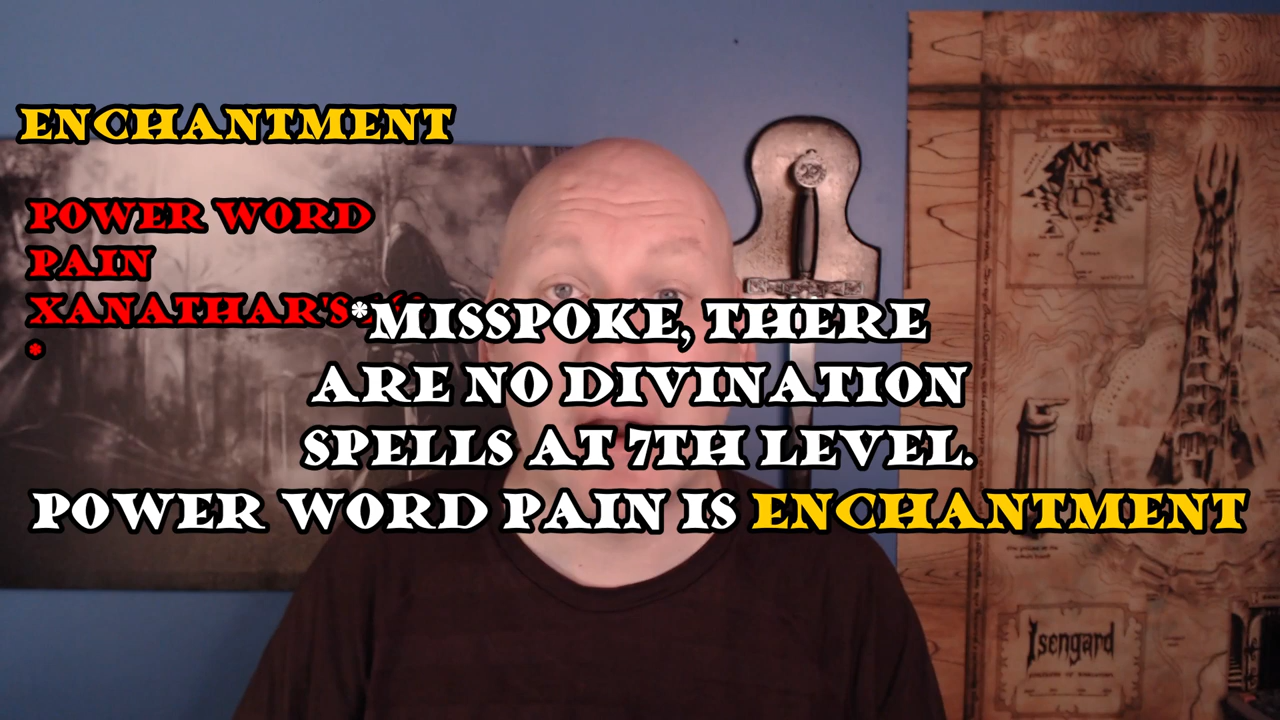 ENCHANTMENT
POWER WORD
PAIN
XANATHAR'S
*
*MISSPOKE, THERE
ARE NO DIVINATION
SPELLS AT 7TH LEVEL.
POWER WORD PAIN IS ENCHANTMENT
Isengard